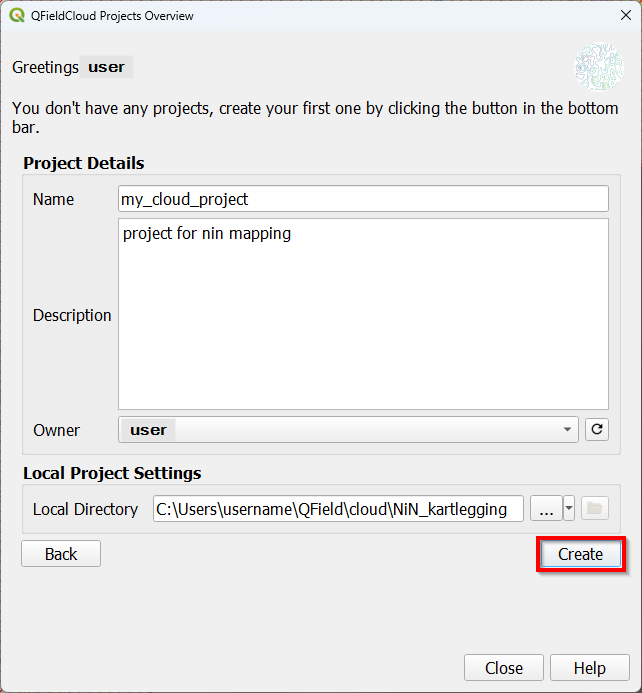 QFieldCloud Projects Overview
Greetings user
You don't have any projects, create your first one by clicking the button in the bottom
bar.
Project Details
Name my_cloud_project
project for nin mapping
Description
Owner user
Local Project Settings
Local Directory C:\Users\username\QField\cloud\NiN_kartlegging ...
Back Create
Close Help